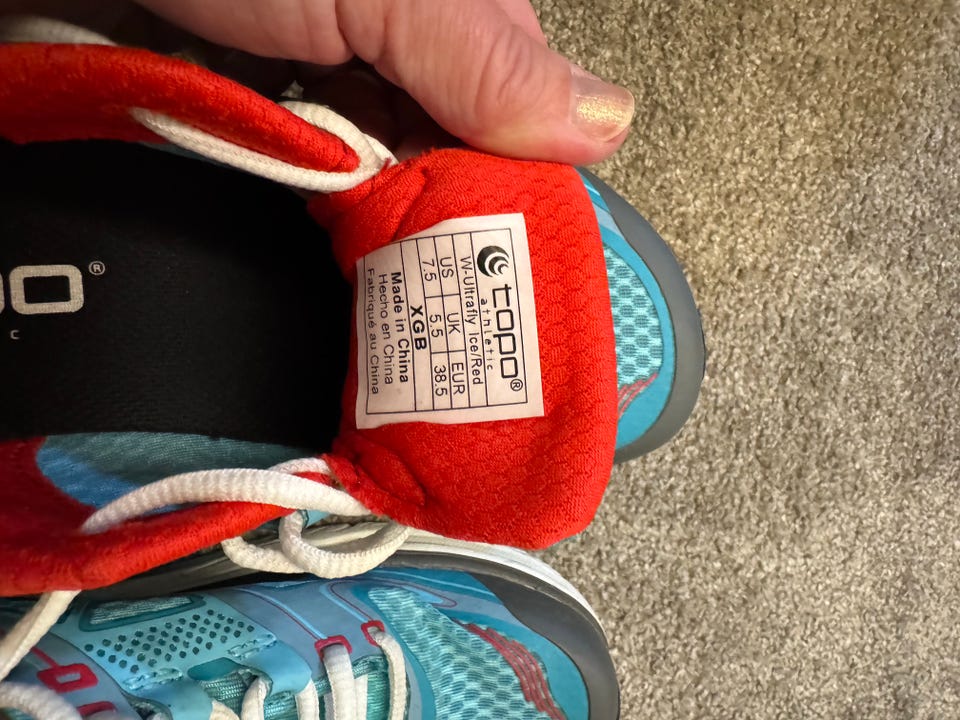 topo®
athletic
W-Ultrafly Ice/Red
US UK EUR
7.5 5.5 38.5
XGB
Made in China
Hecho en China
Fabriqué au China
po®
c